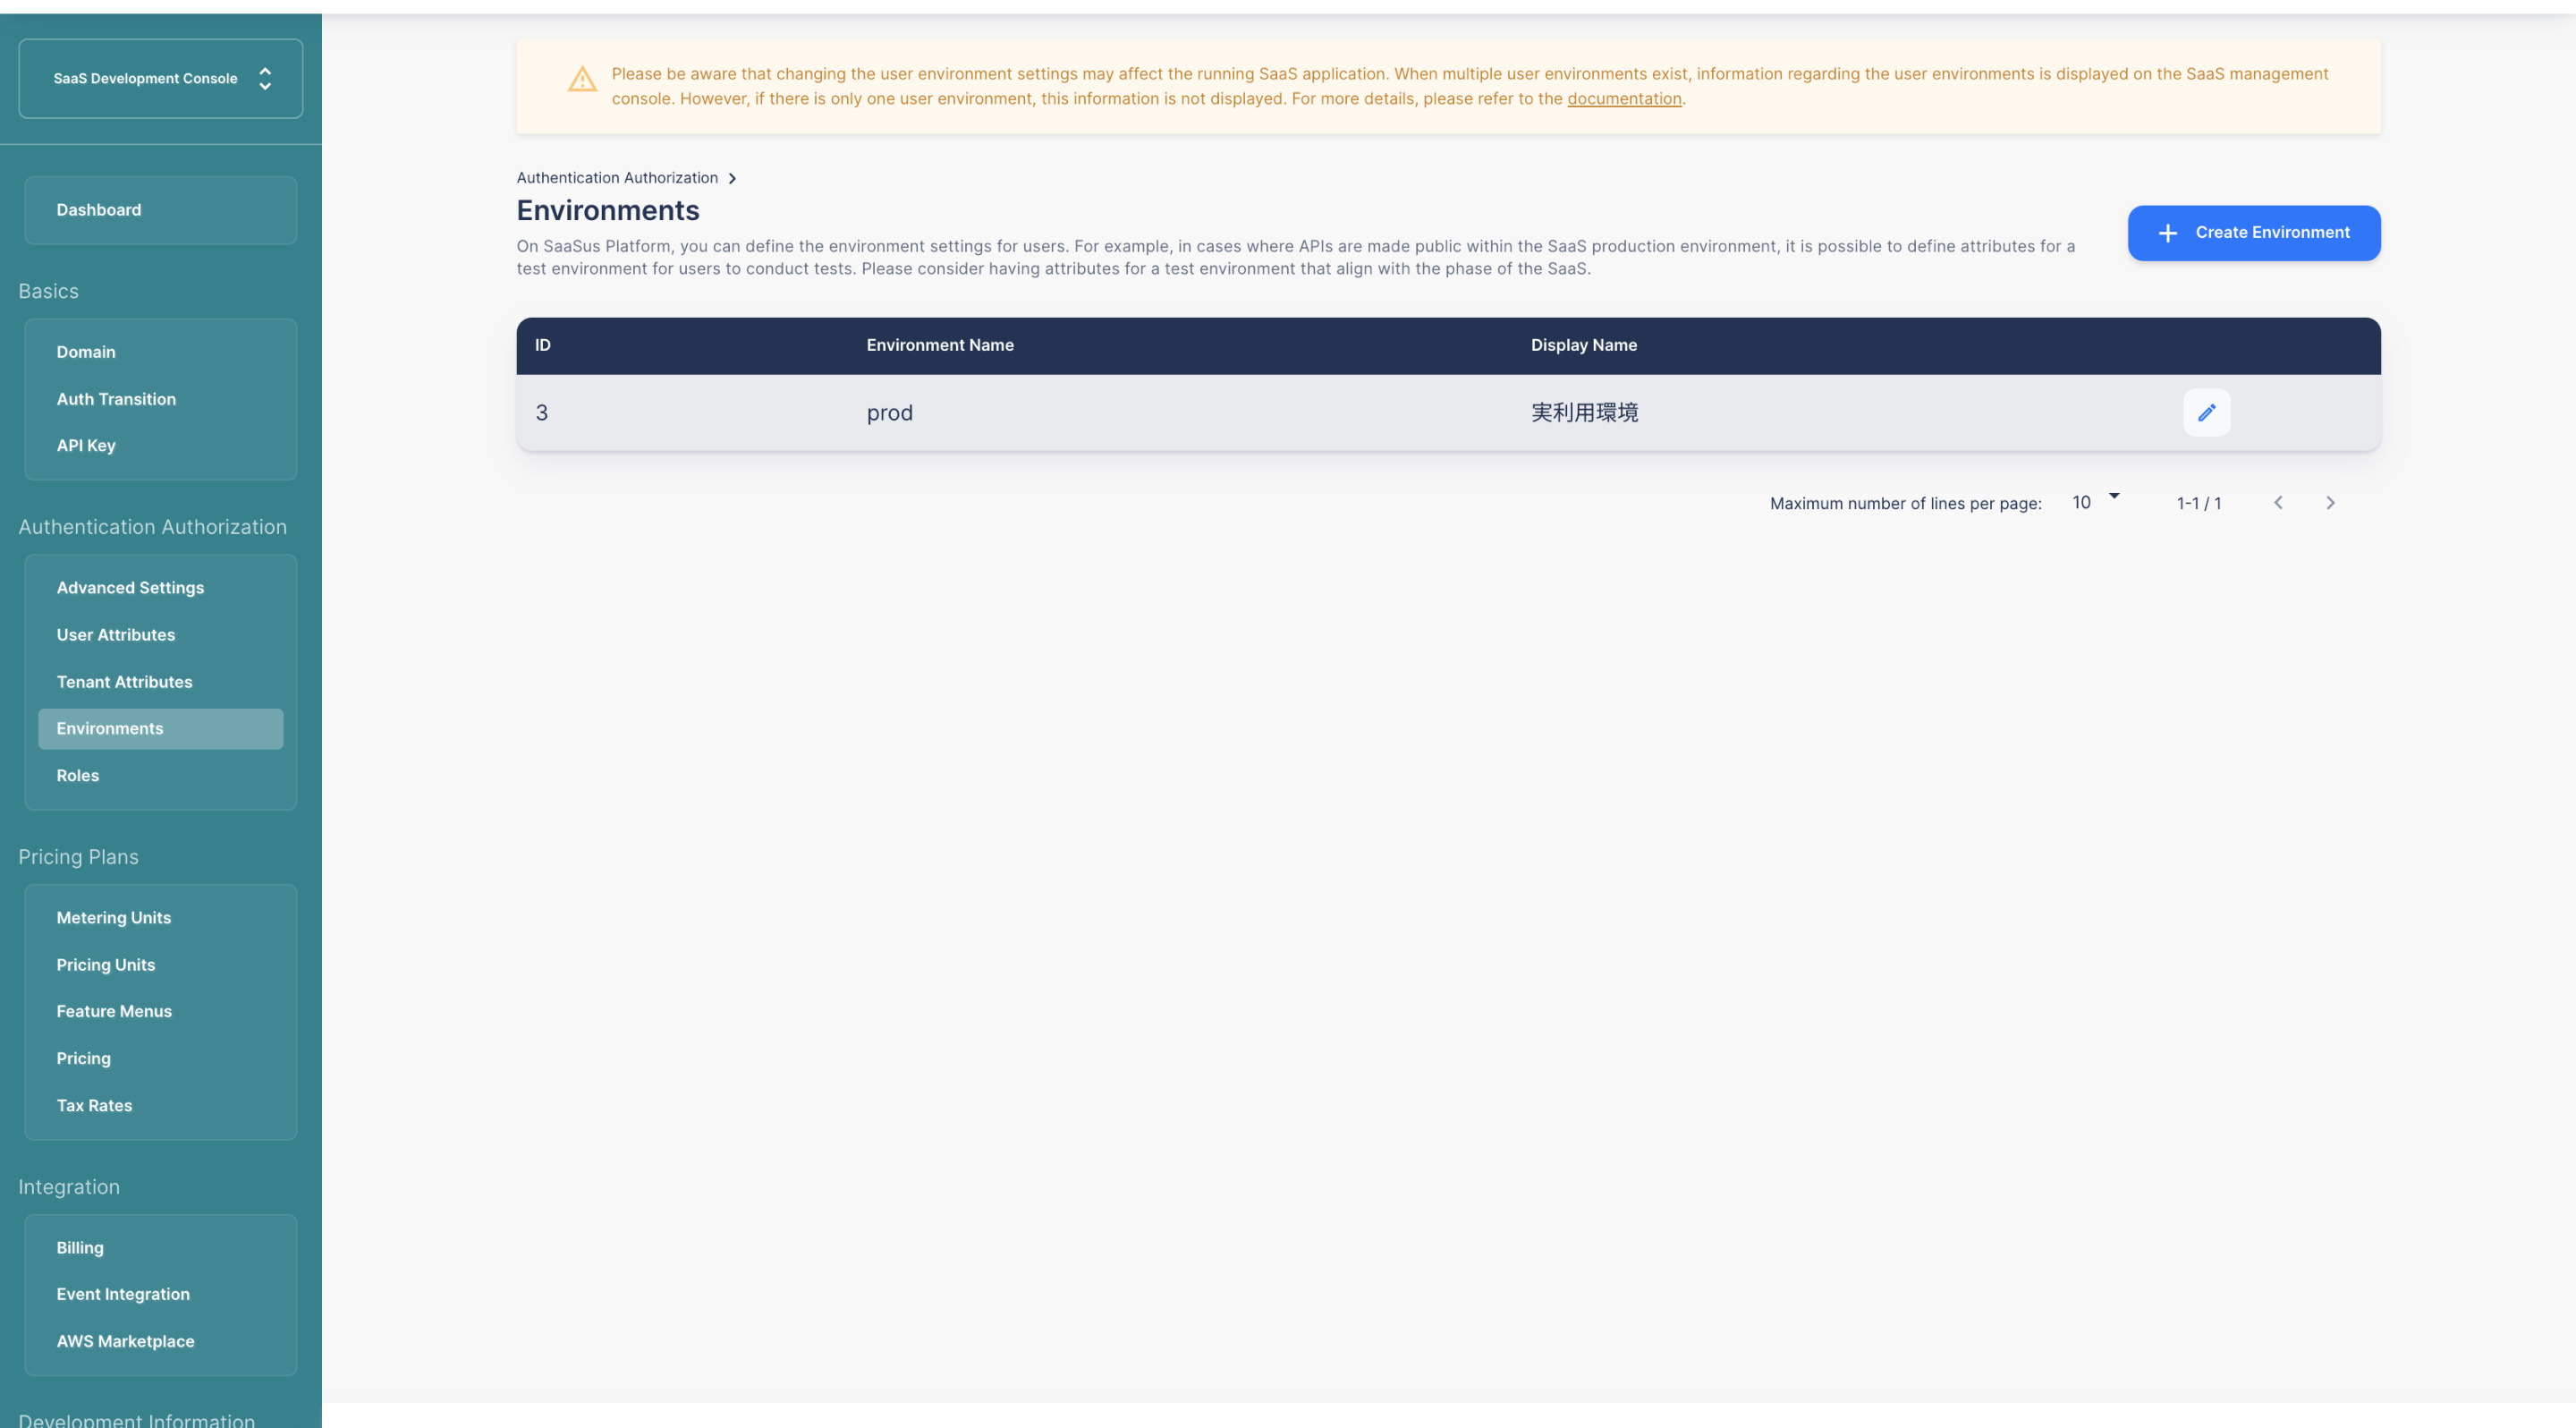 SaaS Development Console
Dashboard
Basics
Domain
Auth Transition
API Key
Authentication Authorization
Advanced Settings
User Attributes
Tenant Attributes
Environments
Roles
Pricing Plans
Metering Units
Pricing Units
Feature Menus
Pricing
Tax Rates
Integration
Billing
Event Integration
AWS Marketplace
Development Information
Please be aware that changing the user environment settings may affect the running SaaS application. When multiple user environments exist, information regarding the user environments is displayed on the SaaS management
console. However, if there is only one user environment, this information is not displayed. For more details, please refer to the documentation.
Authentication Authorization
Environments
On SaaSus Platform, you can define the environment settings for users. For example, in cases where APIs are made public within the SaaS production environment, it is possible to define attributes for a
test environment for users to conduct tests. Please consider having attributes for a test environment that align with the phase of the SaaS.
Create Environment
ID Environment Name Display Name
3 prod 実利用環境
Maximum number of lines per page: 10 1-1 / 1